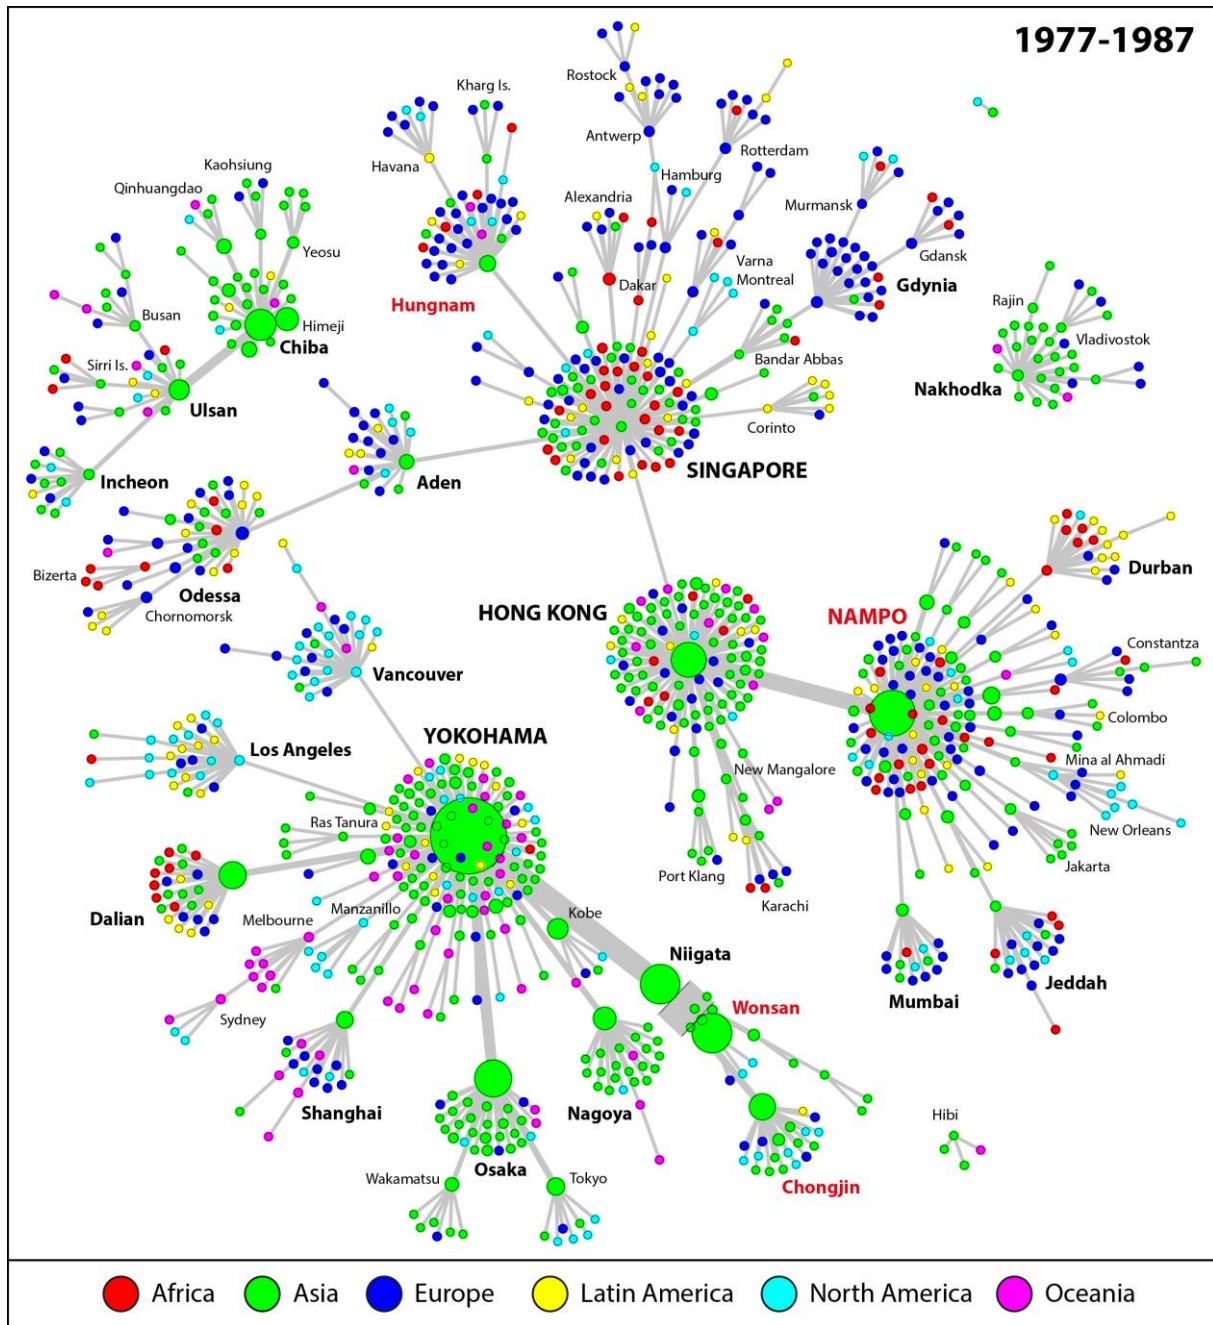 1977-1987
Rostock
Kharg Is.
Antwerp
Rotterdam
Havana
Kaohsiung
Hamburg
Qinhuangdao
Alexandria
Murmansk
Yeosu
Varna
Gdansk
Dakar
Montreal
Gdynia
Hungnam
Rajin
Busan
Himeji
Vladivostok
Chiba
Bandar Abbas
Sirri Is.
Nakhodka
Ulsan
Corinto
SINGAPORE
Incheon
Aden
Durban
Bizerta
Odessa
HONG KONG
NAMPO
Chornomorsk
Constantza
Vancouver
Colombo
YOKOHAMA
Los Angeles
Mina al Ahmadi
New Mangalore
Ras Tanura
New Orleans
Jakarta
Port Klang
Karachi
Dalian
Melbourne
Manzanillo
Kobe
Niigata
Jeddah
Mumbai
Wonsan
Sydney
Shanghai
Nagoya
Hibi
Osaka
Wakamatsu
Tokyo
Chongjin
Africa
Asia
Europe
Latin America
North America
Oceania